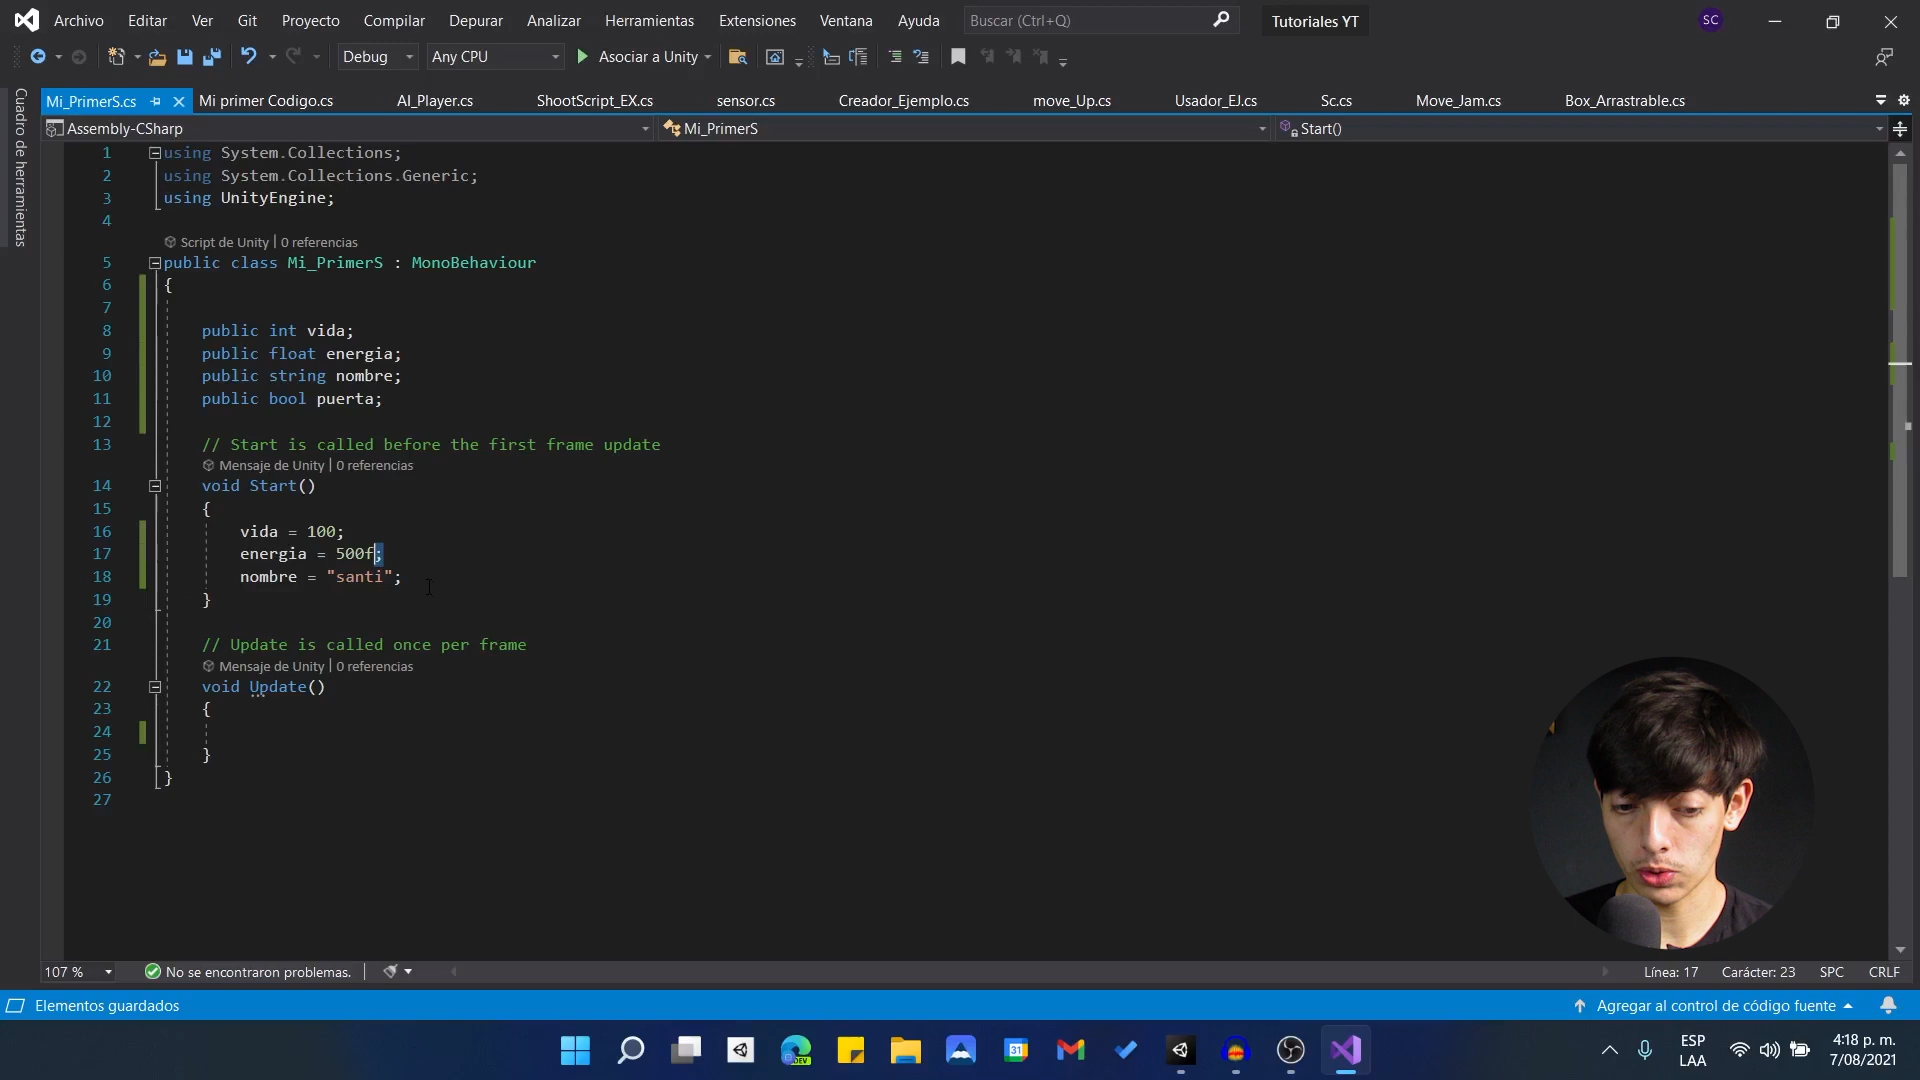 Archivo Editar Ver Git Proyecto Compilar Depurar Analizar Herramientas Extensiones Ventana Ayuda Buscar (Ctrl+Q) Tutoriales YT SC
Debug Any CPU Asociar a Unity
Cuadro de herramientas
Mi_PrimerS.cs Mi primer Codigo.cs AI_Player.cs ShootScript_EX.cs sensor.cs Creador_Ejemplo.cs move_Up.cs Usador_EJ.cs Sc.cs Move_Jam.cs Box_Arrastrable.cs
Assembly-CSharp Mi_PrimerS Start()
1 using System.Collections;
2 using System.Collections.Generic;
3 using UnityEngine;
4
Script de Unity | 0 referencias
5 public class Mi_PrimerS : MonoBehaviour
6 {
7
8 public int vida;
9 public float energia;
10 public string nombre;
11 public bool puerta;
12
13 // Start is called before the first frame update
Mensaje de Unity | 0 referencias
14 void Start()
15 {
16 vida = 100;
17 energia = 500f;
18 nombre = "santi";
19 }
20
21 // Update is called once per frame
Mensaje de Unity | 0 referencias
22 void Update()
23 {
24
25 }
26 }
27
107 % No se encontraron problemas. Línea: 17 Carácter: 23 SPC CRLF
Elementos guardados Agregar al control de código fuente
DEV 31 ESP LAA 4:18 p. m. 7/08/2021